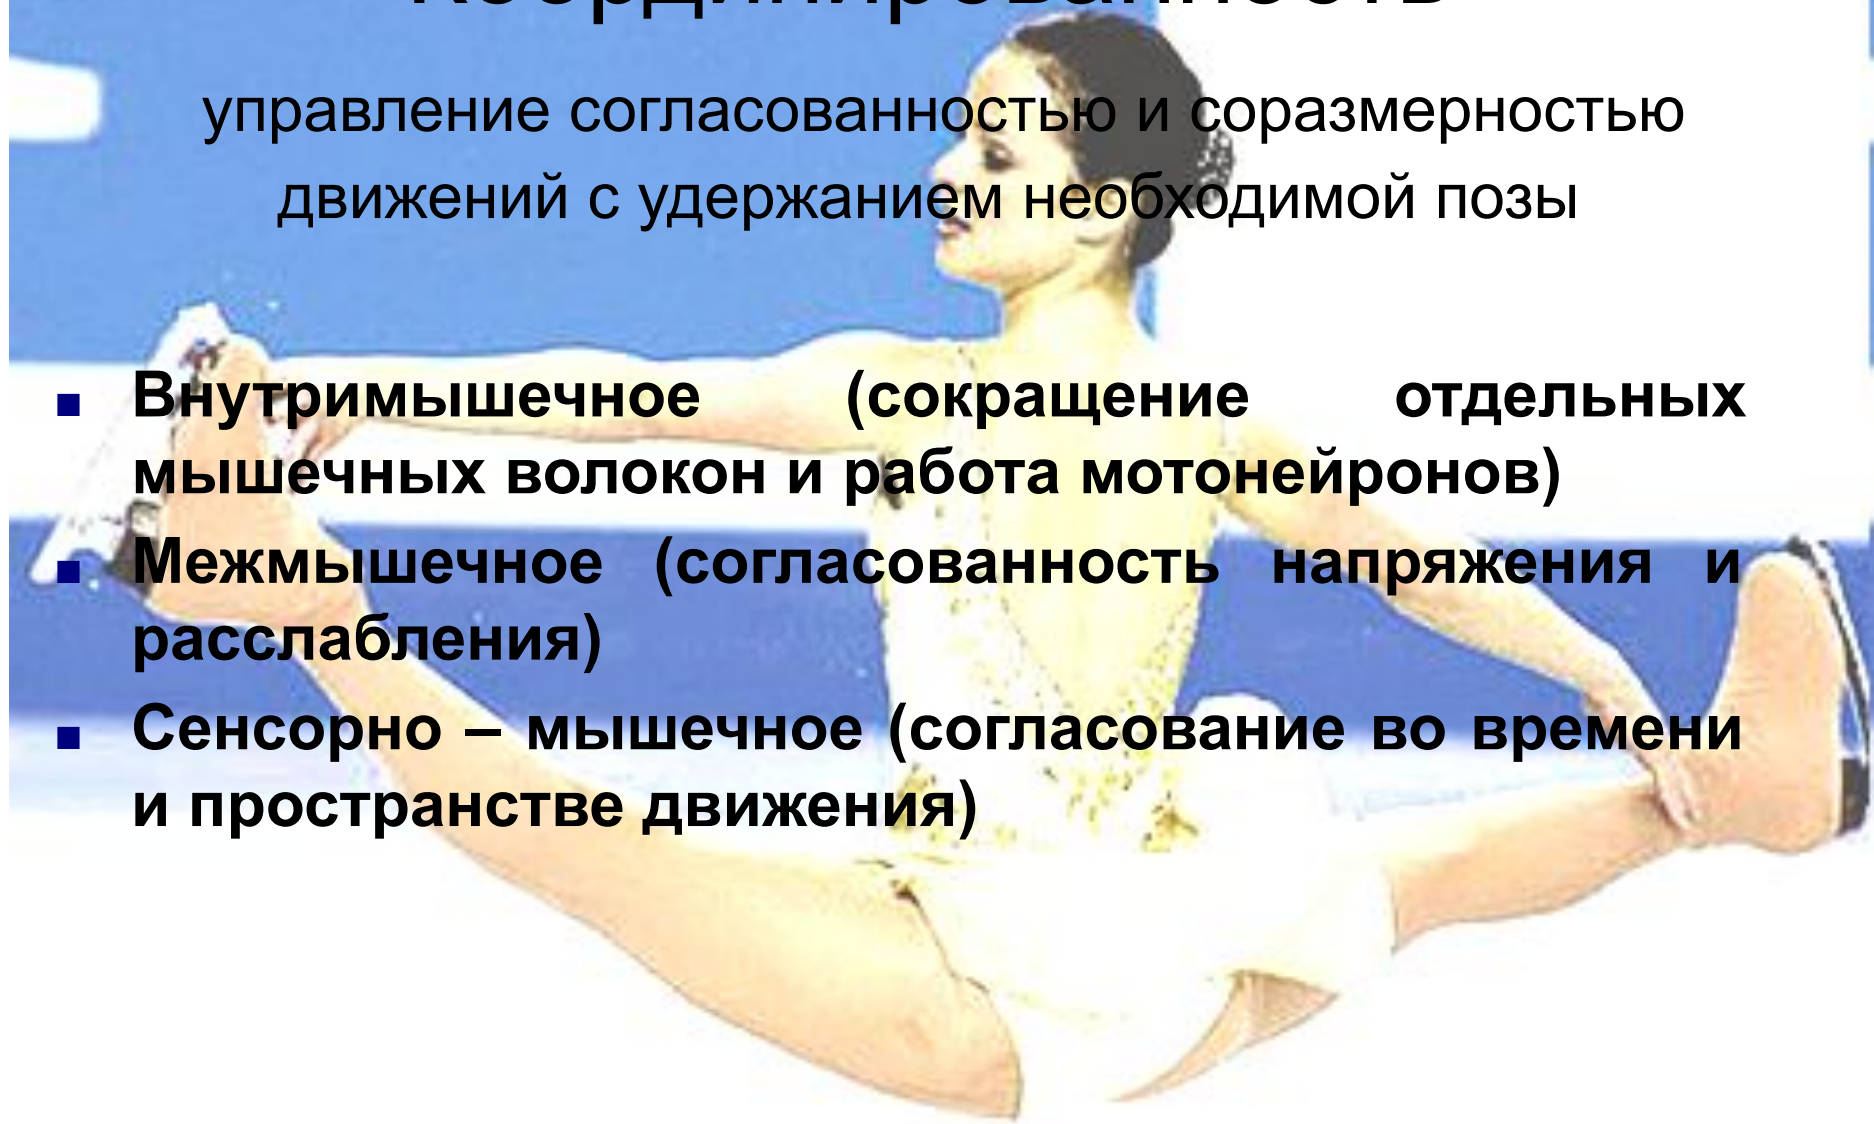 Координированность
управление согласованностью и соразмерностью
движений с удержанием необходимой позы
Внутримышечное (сокращение отдельных
мышечных волокон и работа мотонейронов)
Межмышечное (согласованность напряжения и
расслабления)
Сенсорно – мышечное (согласование во времени
и пространстве движения)